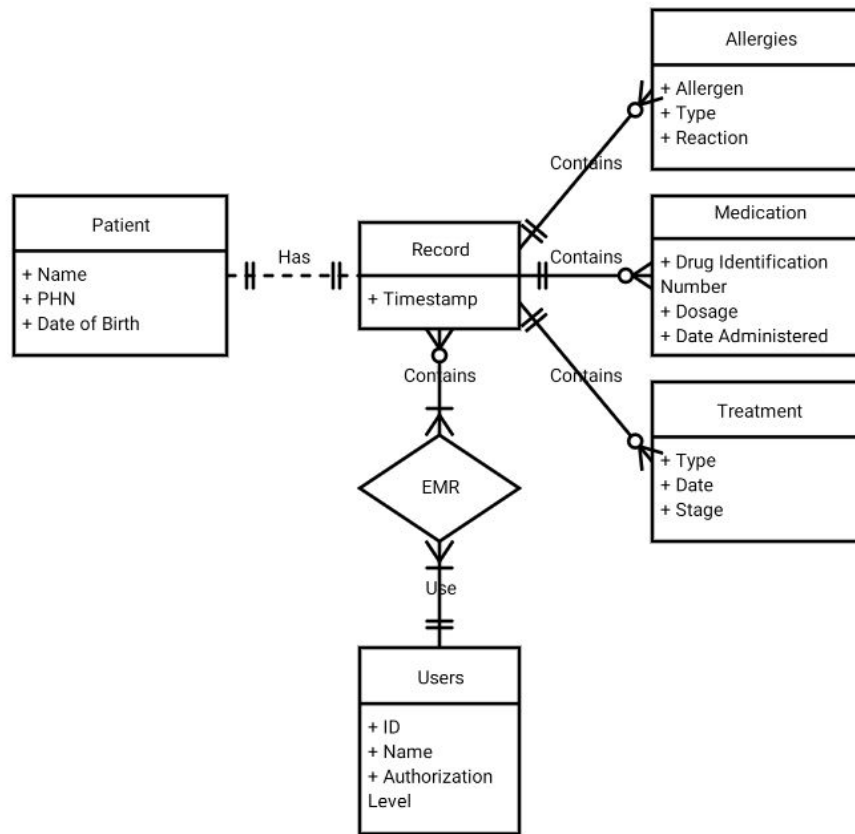 Allergies
+ Allergen
+ Type
+ Reaction
Contains
Patient
+ Name
+ PHN
+ Date of Birth
Has
Record
+ Timestamp
Contains
Medication
+ Drug Identification
Number
+ Dosage
+ Date Administered
Contains
Treatment
+ Type
+ Date
+ Stage
Contains
EMR
Use
Users
+ ID
+ Name
+ Authorization
Level